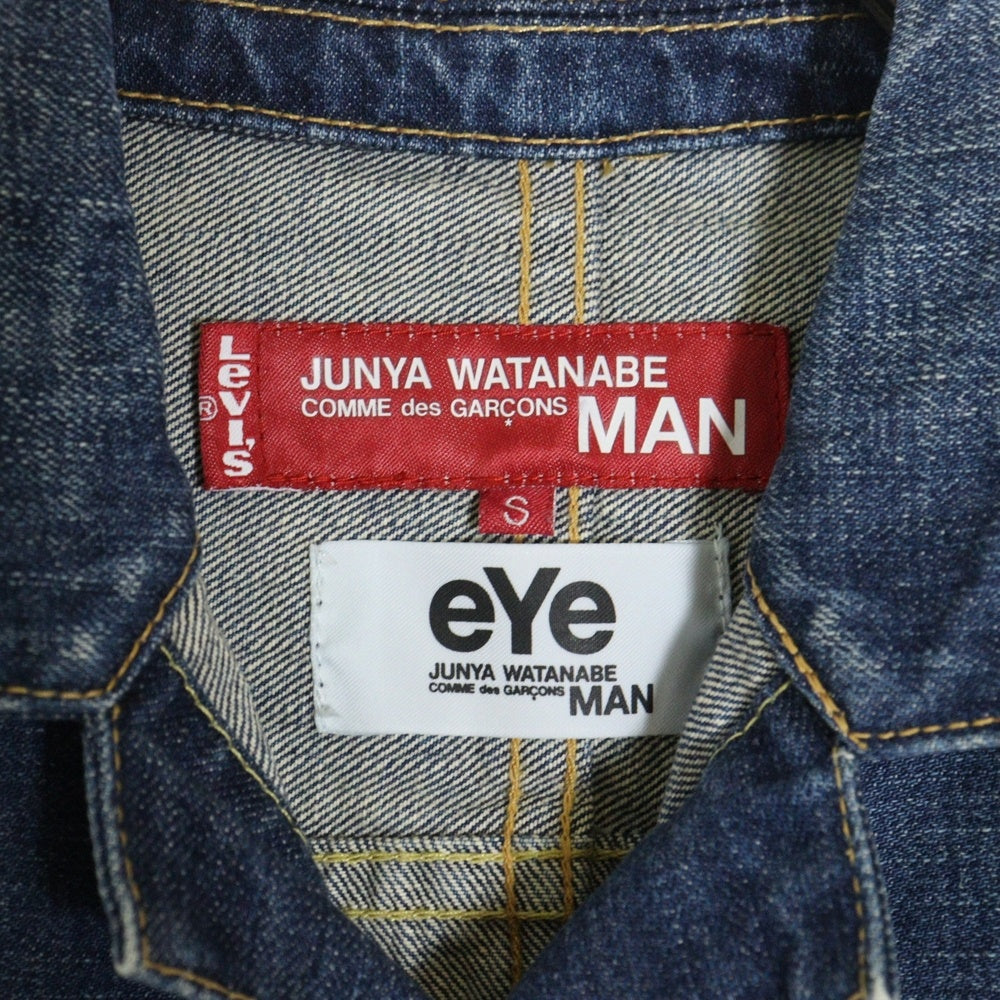 Levi's
®
JUNYA WATANABE
COMME des GARÇONS MAN
S
eYe
JUNYA WATANABE
COMME des GARÇONS MAN